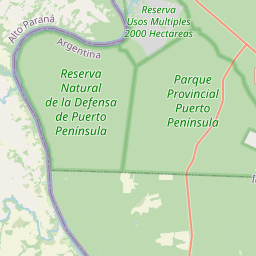 Reserva
Usos Multiples
2000 Hectareas
Alto Paraná
Argentina
Reserva
Natural
de la Defensa
de Puerto
Península
Parque
Provincial
Puerto
Península